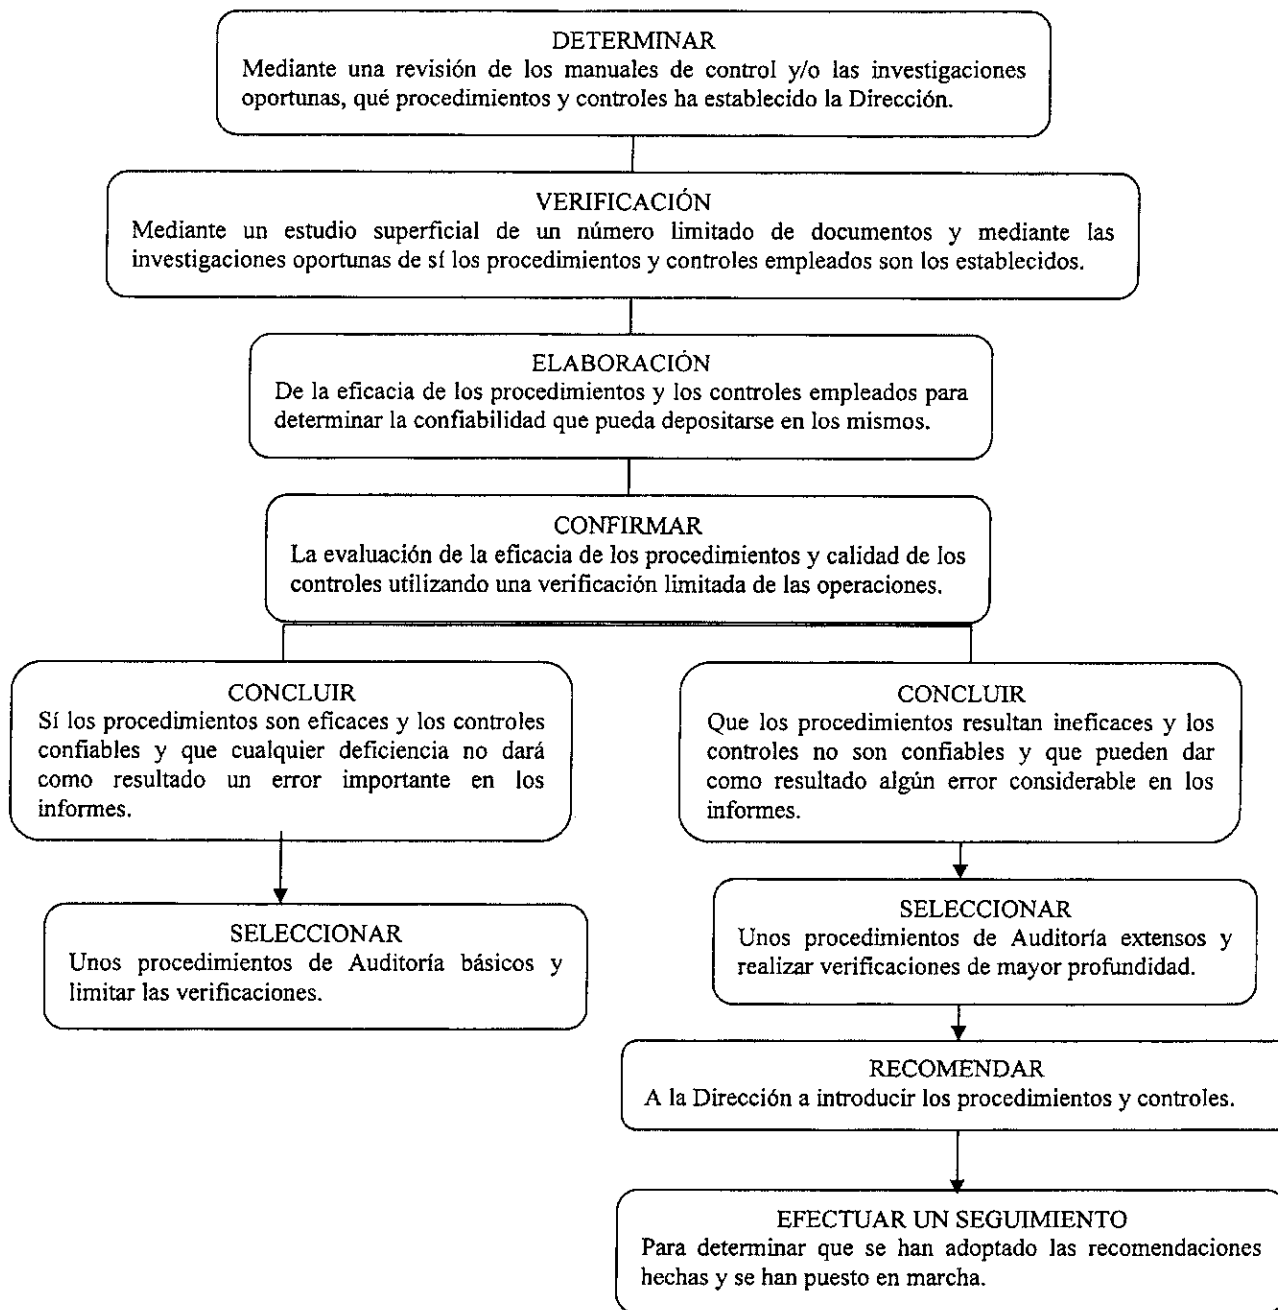 DETERMINAR
Mediante una revisión de los manuales de control y/o las investigaciones
oportunas, qué procedimientos y controles ha establecido la Dirección.
VERIFICACIÓN
Mediante un estudio superficial de un número limitado de documentos y mediante las
investigaciones oportunas de sí los procedimientos y controles empleados son los establecidos.
ELABORACIÓN
De la eficacia de los procedimientos y los controles empleados para
determinar la confiabilidad que pueda depositarse en los mismos.
CONFIRMAR
La evaluación de la eficacia de los procedimientos y calidad de los
controles utilizando una verificación limitada de las operaciones.
CONCLUIR
Sí los procedimientos son eficaces y los controles
confiables y que cualquier deficiencia no dará
como resultado un error importante en los
informes.
CONCLUIR
Que los procedimientos resultan ineficaces y los
controles no son confiables y que pueden dar
como resultado algún error considerable en los
informes.
SELECCIONAR
Unos procedimientos de Auditoría básicos y
limitar las verificaciones.
SELECCIONAR
Unos procedimientos de Auditoría extensos y
realizar verificaciones de mayor profundidad.
RECOMENDAR
A la Dirección a introducir los procedimientos y controles.
EFECTUAR UN SEGUIMIENTO
Para determinar que se han adoptado las recomendaciones
hechas y se han puesto en marcha.